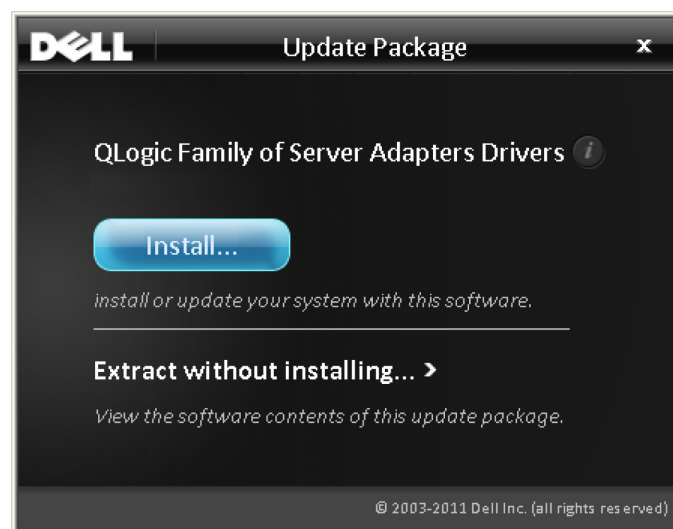 DELL
Update Package
x
QLogic Family of Server Adapters Drivers i
Install...
install or update your system with this software.
Extract without installing... >
View the software contents of this update package.
© 2003-2011 Dell Inc. (all rights reserved)